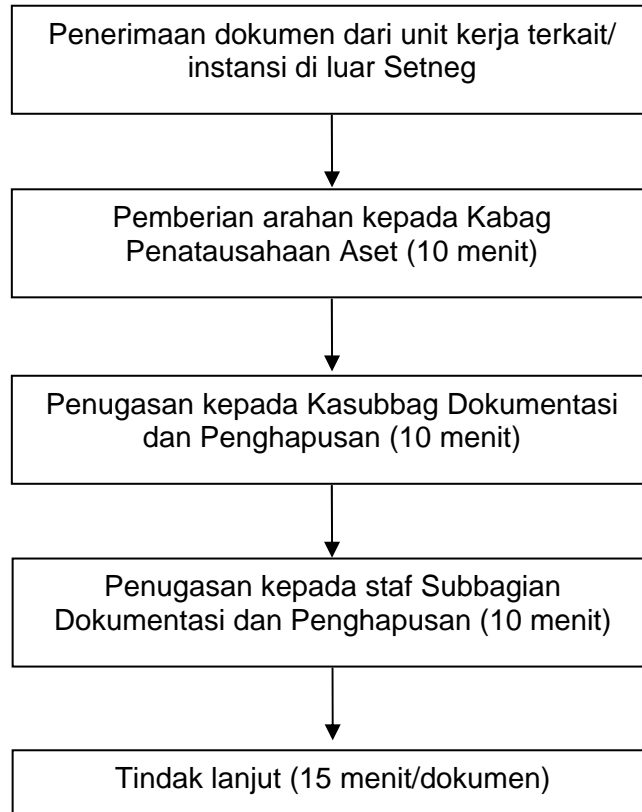 Penerimaan dokumen dari unit kerja terkait/
instansi di luar Setneg
Pemberian arahan kepada Kabag
Penatausahaan Aset (10 menit)
Penugasan kepada Kasubbag Dokumentasi
dan Penghapusan (10 menit)
Penugasan kepada staf Subbagian
Dokumentasi dan Penghapusan (10 menit)
Tindak lanjut (15 menit/dokumen)